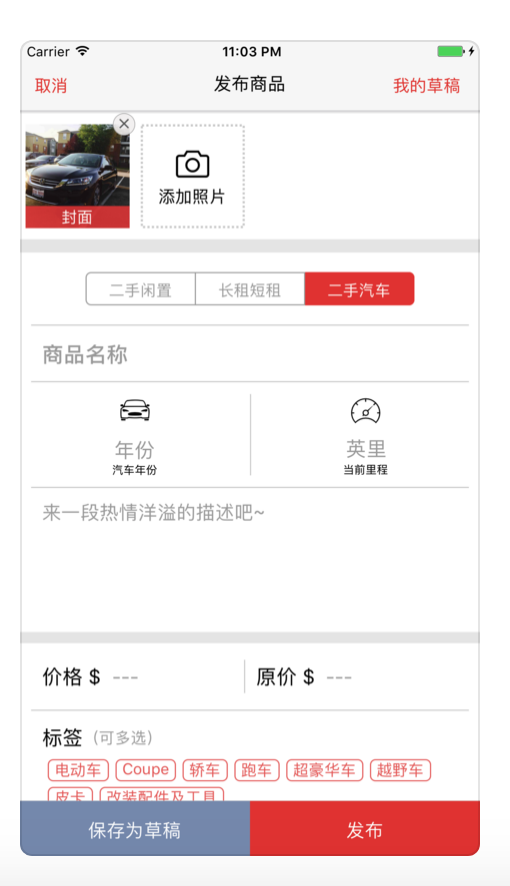 Carrier 11:03 PM
取消 发布商品 我的草稿
封面
添加照片
二手闲置 长租短租 二手汽车
商品名称
年份 英里
汽车年份 当前里程
来一段热情洋溢的描述吧~
价格 $ --- 原价 $ ---
标签 (可多选)
电动车 Coupe 轿车 跑车 超豪华车 越野车
皮卡 改装配件及工具
保存为草稿 发布